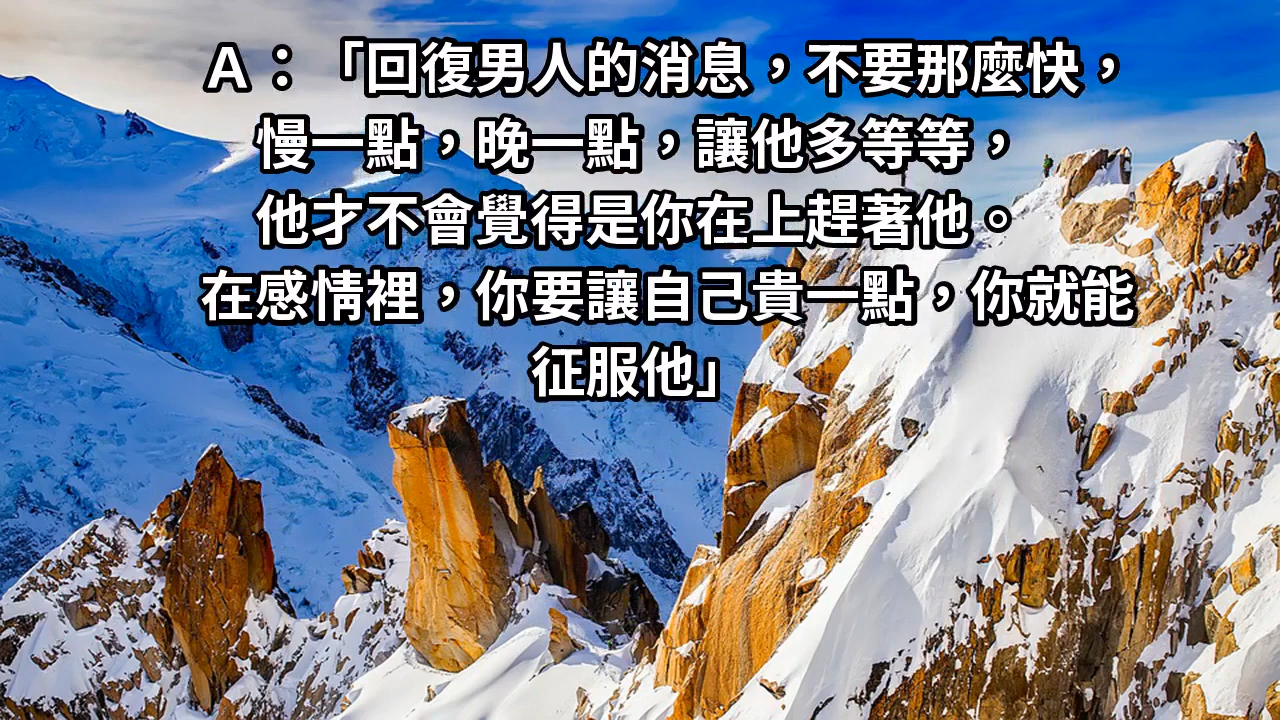 A：「回復男人的消息，不要那麼快，
慢一點，晚一點，讓他多等等，
他才不會覺得是你在上趕著他。
在感情裡，你要讓自己貴一點，你就能
征服他」